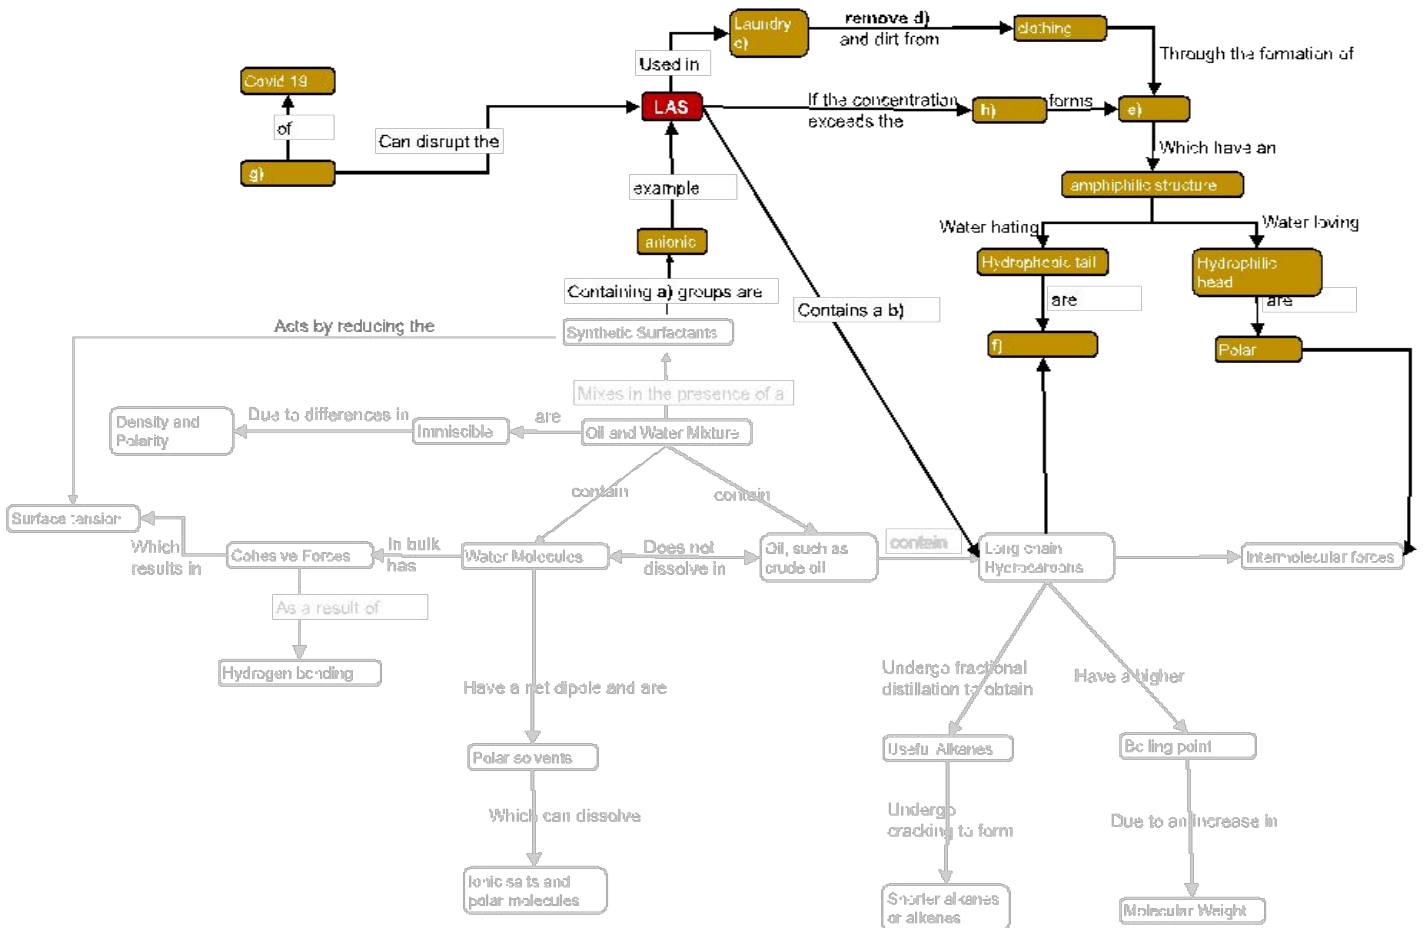 Laundry
c)
remove d)
and dirt from
clothing
Through the formation of
Used in
Covid 19
LAS
If the concentration
exceeds the
h)
forms
e)
of
Can disrupt the
Which have an
g)
example
amphiphilic structure
Water hating
Water loving
anionic
Hydrophobic tail
Hydrophilic
head
Containing a) groups are
are
are
Contains a b)
Acts by reducing the
Synthetic Surfactants
f)
Polar
Mixes in the presence of a
Density and
Polarity
Due to differences in
Immiscible
are
Oil and Water Mixture
contain
contain
Surface tension
Which
results in
Cohesive Forces
In bulk
has
Water Molecules
Does not
dissolve in
Oil, such as
crude oil
contain
Long chain
Hydrocarbons
Intermolecular forces
As a result of
Hydrogen bonding
Have a net dipole and are
Undergo fractional
distillation to obtain
Have a higher
Polar solvents
Useful Alkanes
Boiling point
Which can dissolve
Undergo
cracking to form
Due to an increase in
Ionic salts and
polar molecules
Shorter alkanes
or alkenes
Molecular Weight